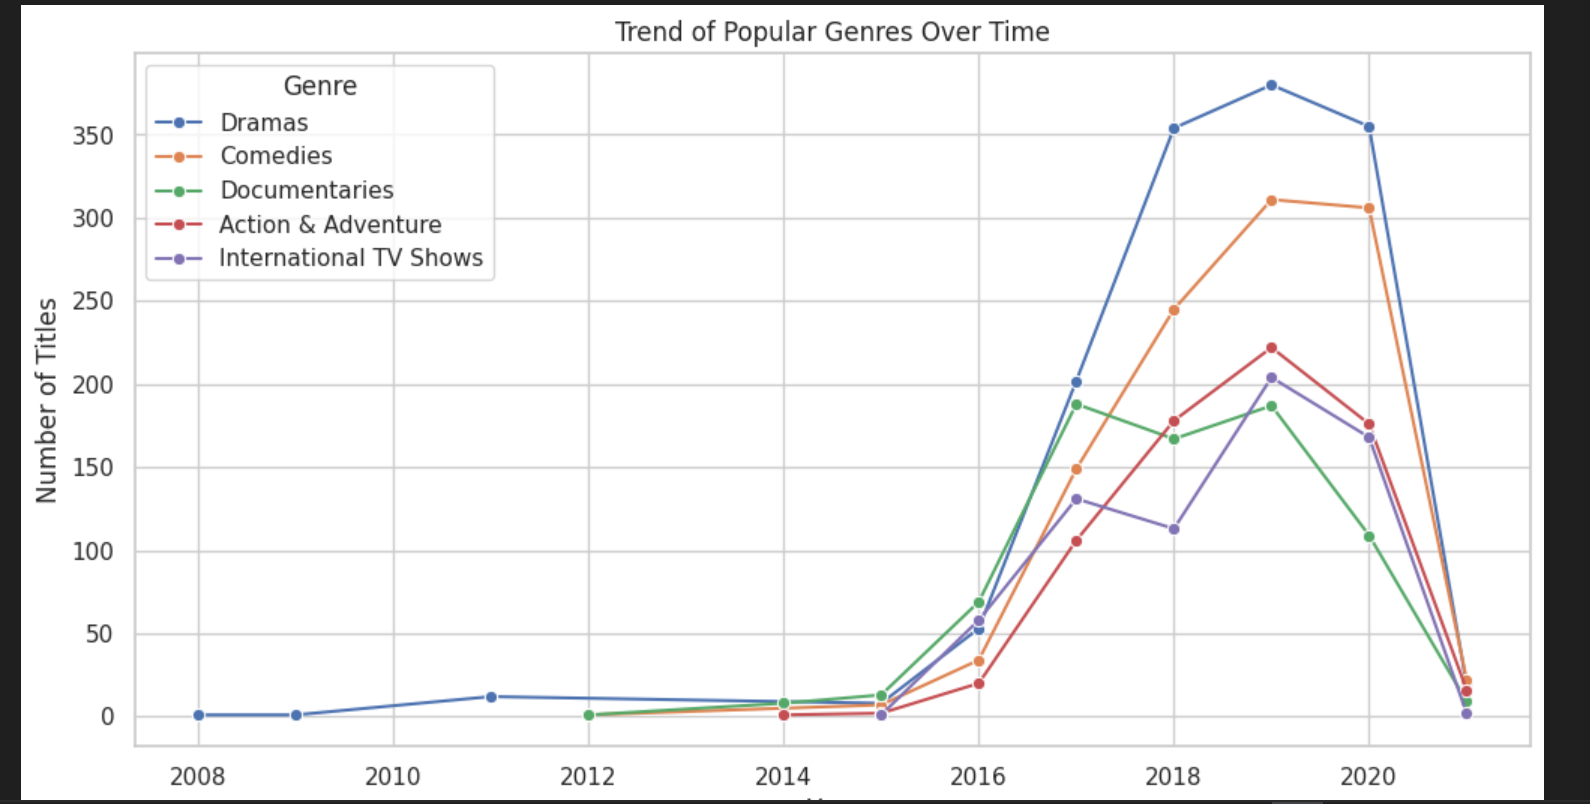 Trend of Popular Genres Over Time
Genre
Dramas
Comedies
Documentaries
Action & Adventure
International TV Shows
Number of Titles
350
300
250
200
150
100
50
0
2008 2010 2012 2014 2016 2018 2020